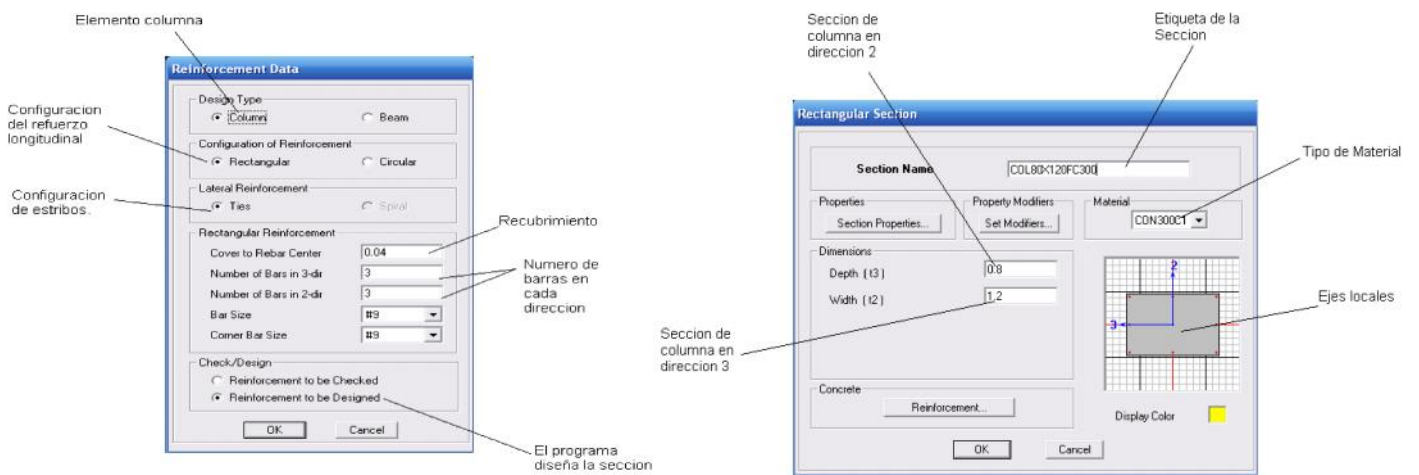 Elemento columna
Configuracion
del refuerzo
longitudinal
Configuracion
de estribos.
Reinforcement Data
Design Type
Column
Beam
Configuration of Reinforcement
Rectangular
Circular
Lateral Reinforcement
Ties
Spiral
Rectangular Reinforcement
Cover to Rebar Center
0.04
Number of Bars in 3-dir
3
Number of Bars in 2-dir
3
Bar Size
#9
Corner Bar Size
#9
Check/Design
Reinforcement to be Checked
Reinforcement to be Designed
OK
Cancel
Recubrimiento
Numero de
barras en
cada
direccion
El programa
diseña la seccion
Seccion de
columna en
direccion 2
Etiqueta de la
Seccion
Rectangular Section
Section Name
COL80X120FC300
Properties
Section Properties...
Property Modifiers
Set Modifiers...
Material
CON300C1
Dimensions
Depth ( t3 )
0.8
Width ( t2 )
1.2
2
3
Concrete
Reinforcement...
Display Color
OK
Cancel
Tipo de Material
Ejes locales
Seccion de
columna en
direccion 3